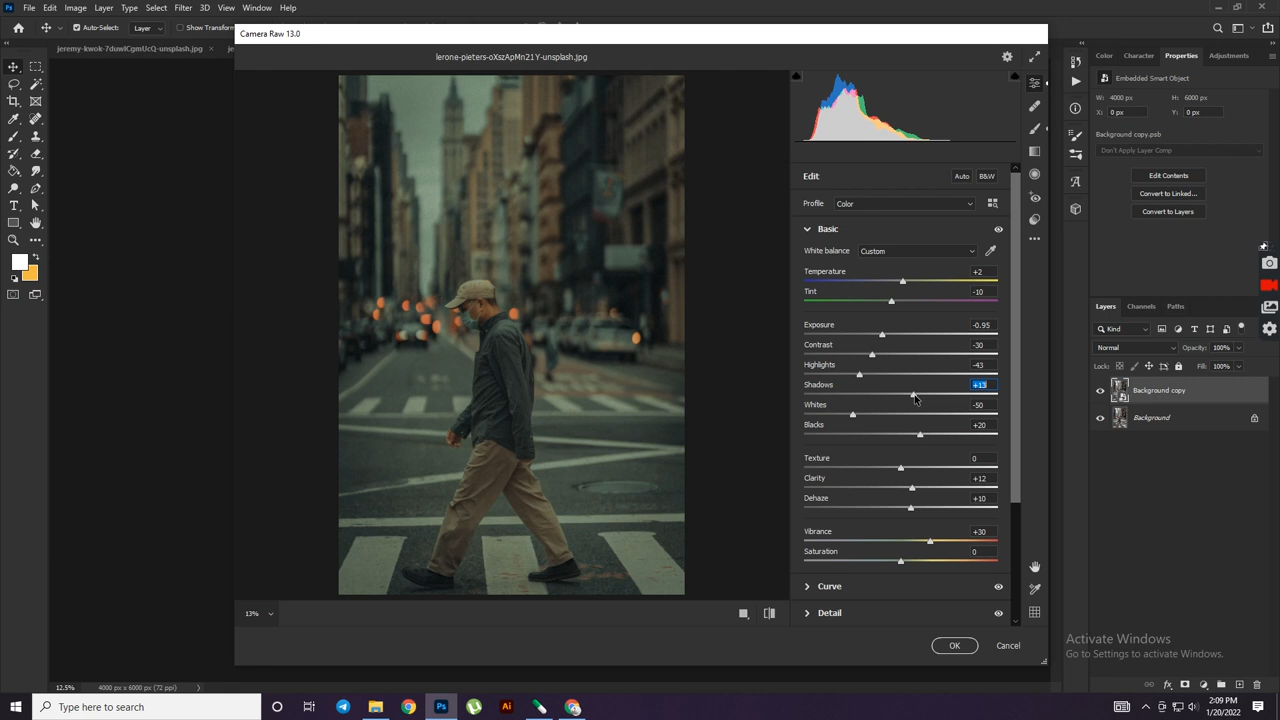 Ps File Edit Image Layer Type Select Filter 3D View Window Help
Auto-Select: Layer Show Transform
Camera Raw 13.0
jeremy-kwok-7duwICgmUcQ-unsplash.jpg
lerone-pieters-oXszApMn21Y-unsplash.jpg
Edit Auto B&W
Profile Color
Basic
White balance Custom
Temperature +2
Tint -10
Exposure -0.95
Contrast -30
Highlights -43
Shadows +13
Whites -50
Blacks +20
Texture 0
Clarity +12
Dehaze +10
Vibrance +30
Saturation 0
Curve
Detail
13%
OK Cancel
Color Character Properties Adjustments
Embedded Smart Object
W: 4000 px H: 6000 px
X: 0 px Y: 0 px
Background copy.psb
Don't Apply Layer Comp
Edit Contents
Convert to Linked...
Convert to Layers
Layers Channels Paths
Kind
Normal Opacity: 100%
Lock: Fill: 100%
Background copy
Background
Activate Windows
Go to Settings to activate Windows.
12.5% 4000 px x 6000 px (72 ppi)
Type here to search
Ps Ai
2:09 PM
1/20/2022